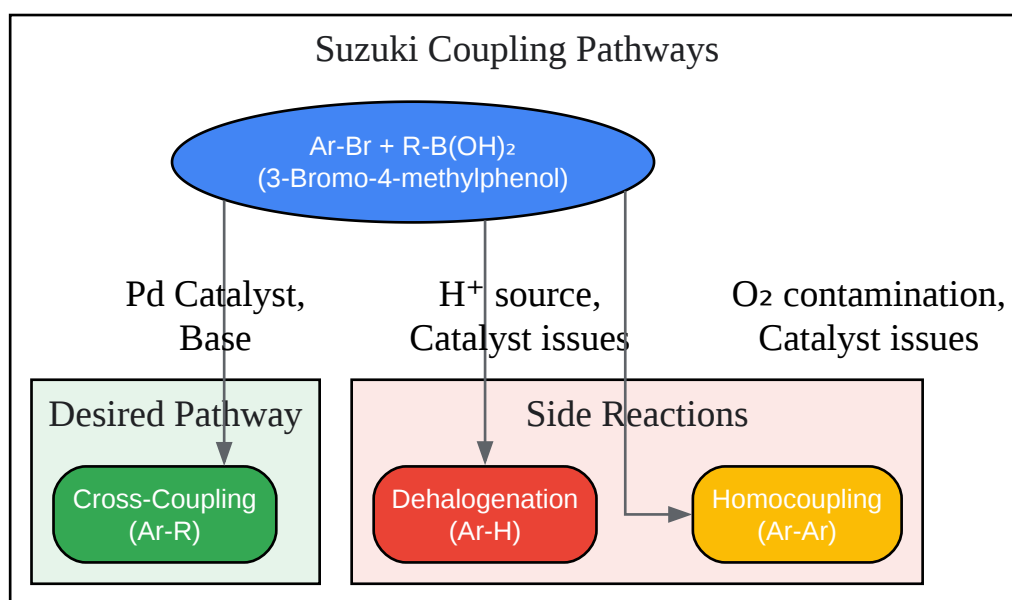 Suzuki Coupling Pathways
Ar-Br + R-B(OH)₂
(3-Bromo-4-methylphenol)
Pd Catalyst,
Base
H⁺ source,
Catalyst issues
O₂ contamination,
Catalyst issues
Desired Pathway
Side Reactions
Cross-Coupling
(Ar-R)
Dehalogenation
(Ar-H)
Homocoupling
(Ar-Ar)